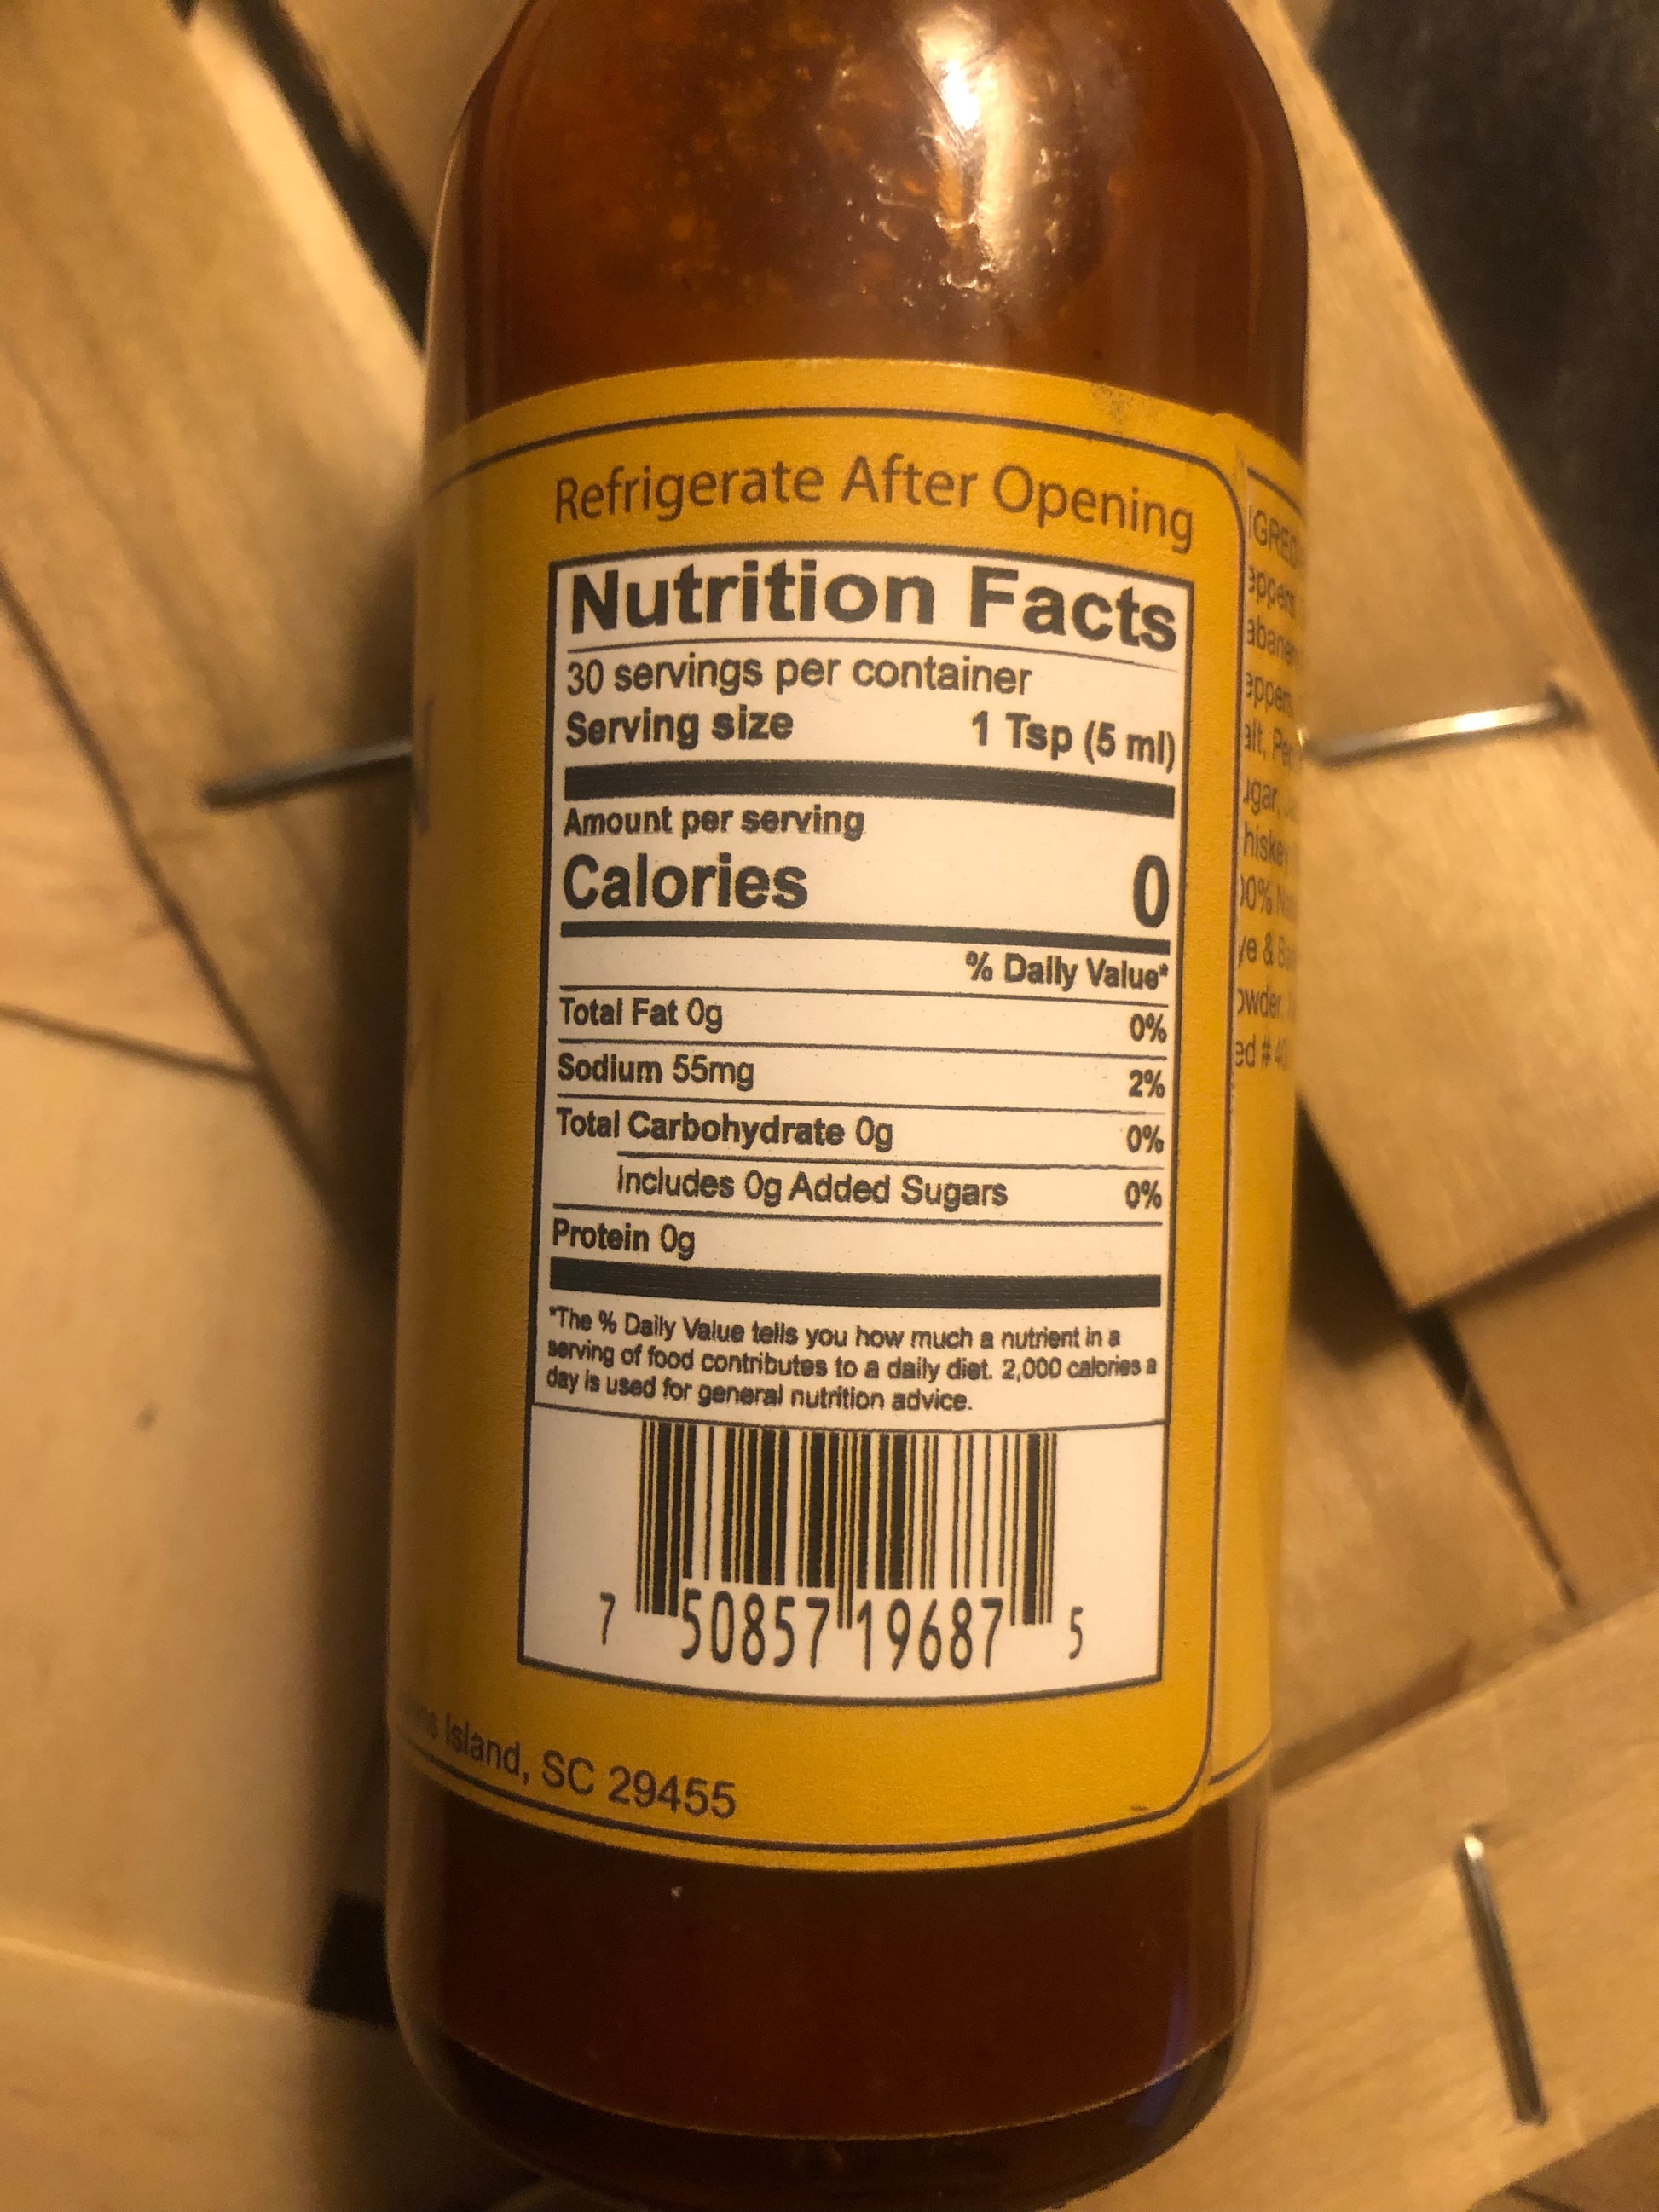 Refrigerate After Opening
Nutrition Facts
30 servings per container
Serving size 1 Tsp (5 ml)
Amount per serving
Calories 0
% Daily Value*
Total Fat 0g 0%
Sodium 55mg 2%
Total Carbohydrate 0g 0%
Includes 0g Added Sugars 0%
Protein 0g
*The % Daily Value tells you how much a nutrient in a
serving of food contributes to a daily diet. 2,000 calories a
day is used for general nutrition advice.
7 50857 19687 5
Island, SC 29455